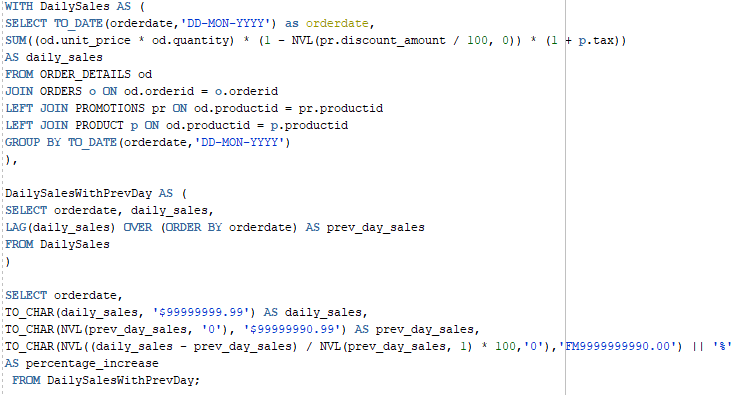 WITH DailySales AS (
SELECT TO_DATE(orderdate,'DD-MON-YYYY') as orderdate,
SUM((od.unit_price * od.quantity) * (1 - NVL(pr.discount_amount / 100, 0)) * (1 + p.tax))
AS daily_sales
FROM ORDER_DETAILS od
JOIN ORDERS o ON od.orderid = o.orderid
LEFT JOIN PROMOTIONS pr ON od.productid = pr.productid
LEFT JOIN PRODUCT p ON od.productid = p.productid
GROUP BY TO_DATE(orderdate,'DD-MON-YYYY')
),
DailySalesWithPrevDay AS (
SELECT orderdate, daily_sales,
LAG(daily_sales) OVER (ORDER BY orderdate) AS prev_day_sales
FROM DailySales
)
SELECT orderdate,
TO_CHAR(daily_sales, '$99999999.99') AS daily_sales,
TO_CHAR(NVL(prev_day_sales, '0'), '$99999990.99') AS prev_day_sales,
TO_CHAR(NVL((daily_sales - prev_day_sales) / NVL(prev_day_sales, 1) * 100,'0'),'FM9999999990.00') || '%'
AS percentage_increase
FROM DailySalesWithPrevDay;